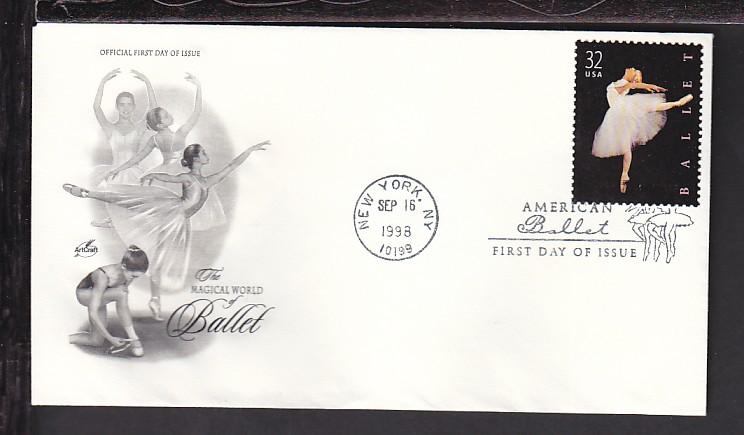 OFFICIAL FIRST DAY OF ISSUE
32
USA
BALLET
NEW YORK, NY
SEP 16
1998
10199
AMERICAN
Ballet
FIRST DAY OF ISSUE
ArtCraft
The
MAGICAL WORLD
of
Ballet